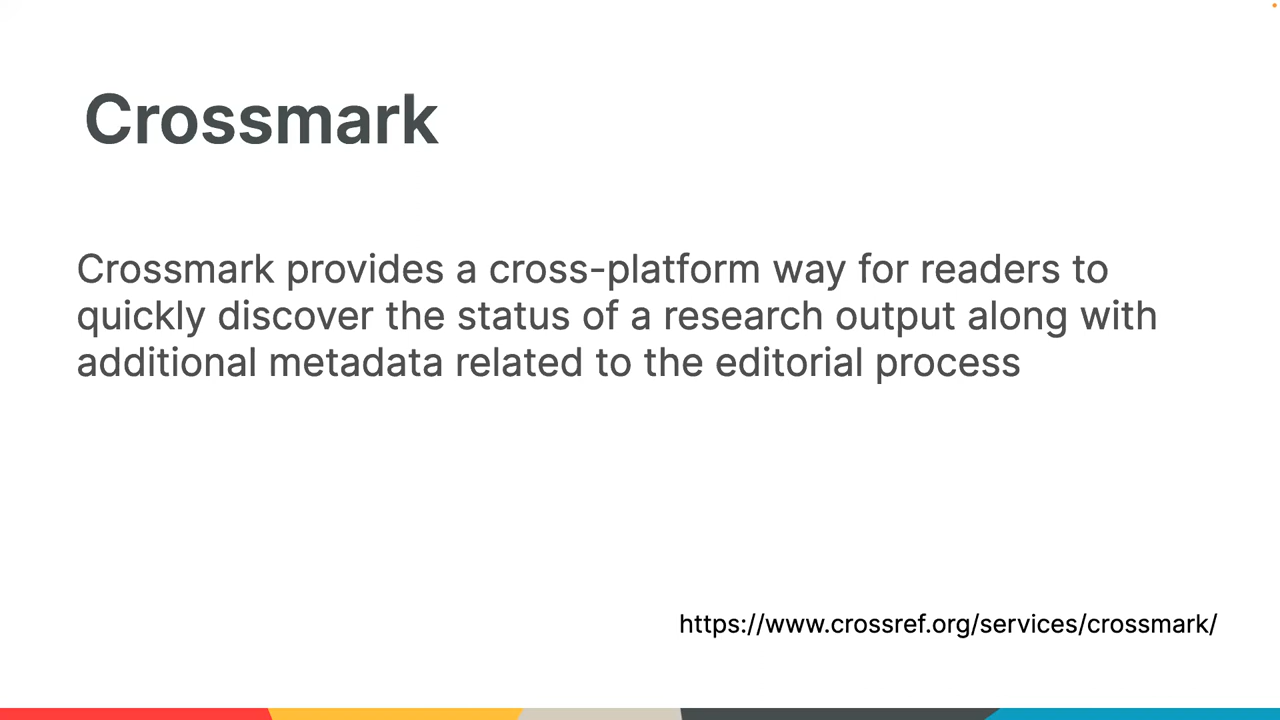 Crossmark
Crossmark provides a cross-platform way for readers to
quickly discover the status of a research output along with
additional metadata related to the editorial process
https://www.crossref.org/services/crossmark/